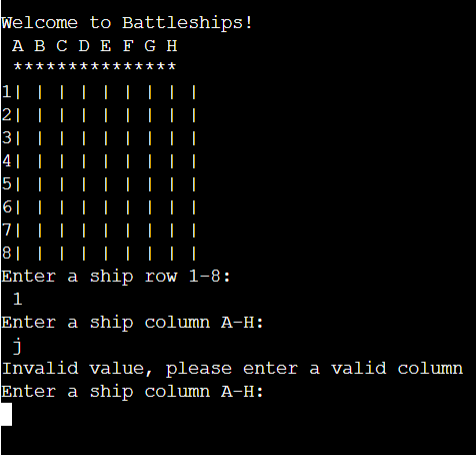 Welcome to Battleships!
 A B C D E F G H
 ***************
1| | | | | | | | |
2| | | | | | | | |
3| | | | | | | | |
4| | | | | | | | |
5| | | | | | | | |
6| | | | | | | | |
7| | | | | | | | |
8| | | | | | | | |
Enter a ship row 1-8:
 1
Enter a ship column A-H:
 j
Invalid value, please enter a valid column
Enter a ship column A-H: